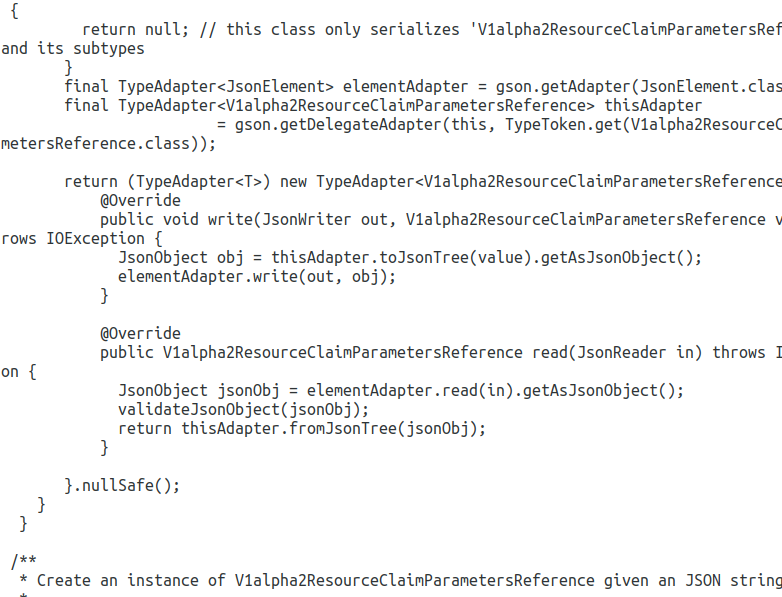 {
return null; // this class only serializes 'V1alpha2ResourceClaimParametersRef
and its subtypes
}
final TypeAdapter<JsonElement> elementAdapter = gson.getAdapter(JsonElement.clas
final TypeAdapter<V1alpha2ResourceClaimParametersReference> thisAdapter
= gson.getDelegateAdapter(this, TypeToken.get(V1alpha2ResourceC
metersReference.class));
return (TypeAdapter<T>) new TypeAdapter<V1alpha2ResourceClaimParametersReference
@Override
public void write(JsonWriter out, V1alpha2ResourceClaimParametersReference v
rows IOException {
JsonObject obj = thisAdapter.toJsonTree(value).getAsJsonObject();
elementAdapter.write(out, obj);
}
@Override
public V1alpha2ResourceClaimParametersReference read(JsonReader in) throws I
on {
JsonObject jsonObj = elementAdapter.read(in).getAsJsonObject();
validateJsonObject(jsonObj);
return thisAdapter.fromJsonTree(jsonObj);
}
}.nullSafe();
}
}
/**
* Create an instance of V1alpha2ResourceClaimParametersReference given an JSON string
*